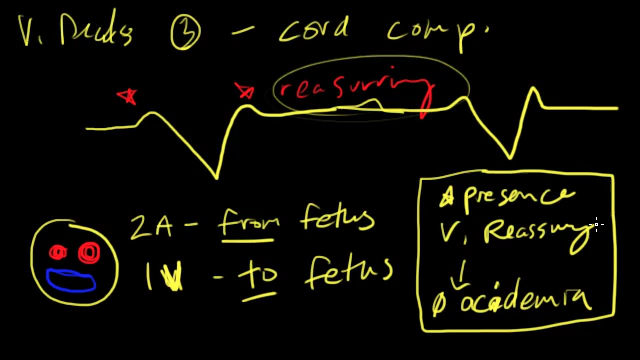 V. Decels ③ - cord comp.
reassuring
2A - from fetus
1V - to fetus
presence
V. Reassuring
↓
∅ acidemia